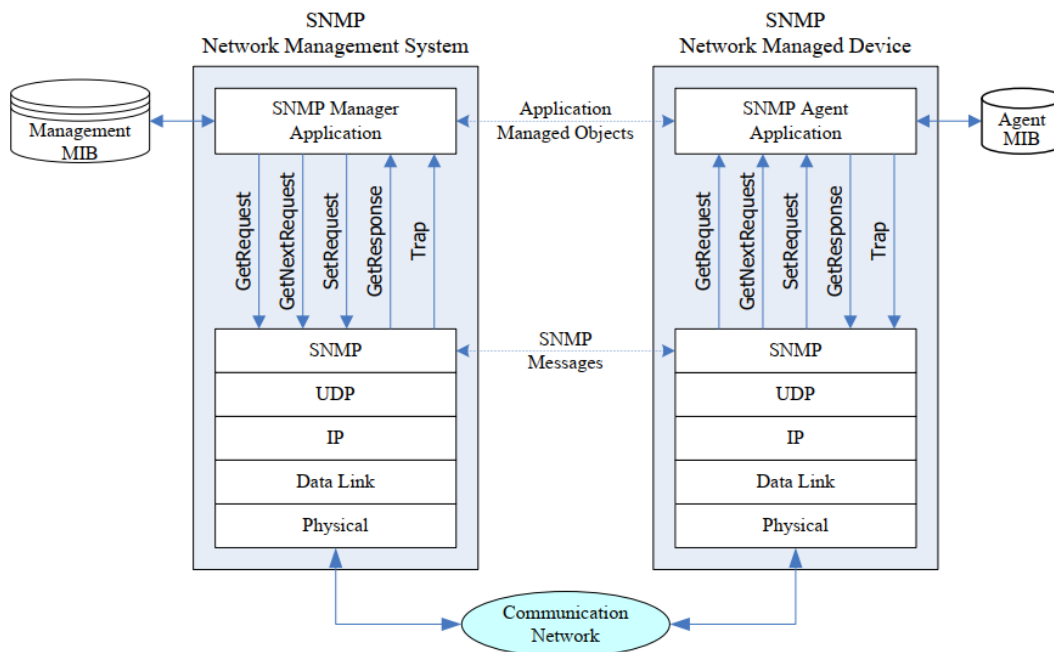 SNMP
Network Management System
SNMP
Network Managed Device
Management
MIB
SNMP Manager
Application
Application
Managed Objects
SNMP Agent
Application
Agent
MIB
GetRequest
GetNextRequest
SetRequest
GetResponse
Trap
GetRequest
GetNextRequest
SetRequest
GetResponse
Trap
SNMP
UDP
IP
Data Link
Physical
SNMP
Messages
SNMP
UDP
IP
Data Link
Physical
Communication
Network